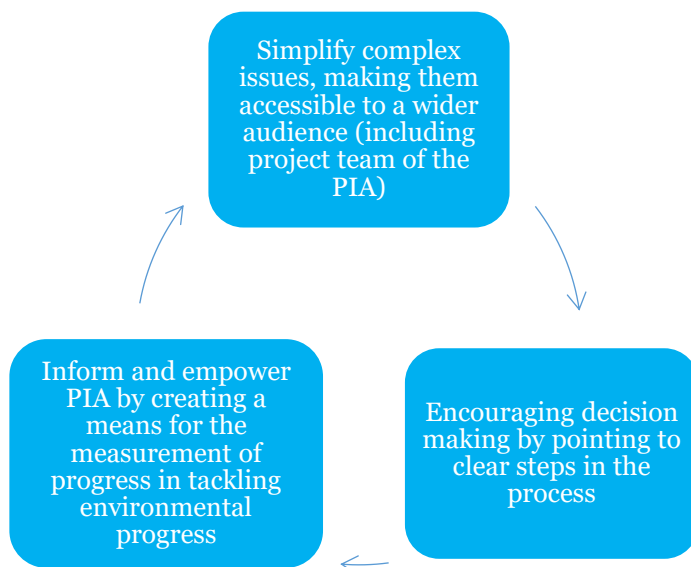 Simplify complex
issues, making them
accessible to a wider
audience (including
project team of the
PIA)
Encouraging decision
making by pointing to
clear steps in the
process
Inform and empower
PIA by creating a
means for the
measurement of
progress in tackling
environmental
progress